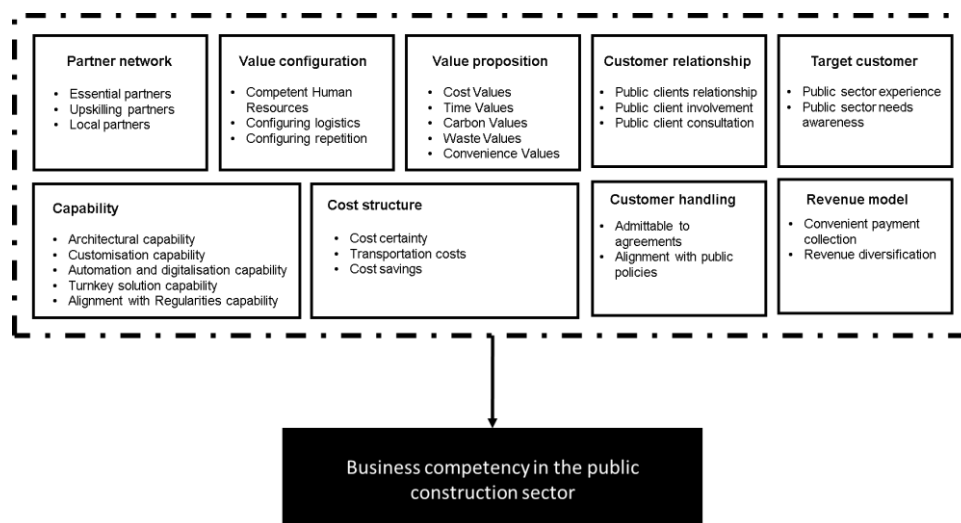 Partner network
• Essential partners
• Upskilling partners
• Local partners
Value configuration
• Competent Human
Resources
• Configuring logistics
• Configuring repetition
Value proposition
• Cost Values
• Time Values
• Carbon Values
• Waste Values
• Convenience Values
Customer relationship
• Public clients relationship
• Public client involvement
• Public client consultation
Target customer
• Public sector experience
• Public sector needs
awareness
Capability
• Architectural capability
• Customisation capability
• Automation and digitalisation capability
• Turnkey solution capability
• Alignment with Regularities capability
Cost structure
• Cost certainty
• Transportation costs
• Cost savings
Customer handling
• Admittable to
agreements
• Alignment with public
policies
Revenue model
• Convenient payment
collection
• Revenue diversification
Business competency in the public
construction sector